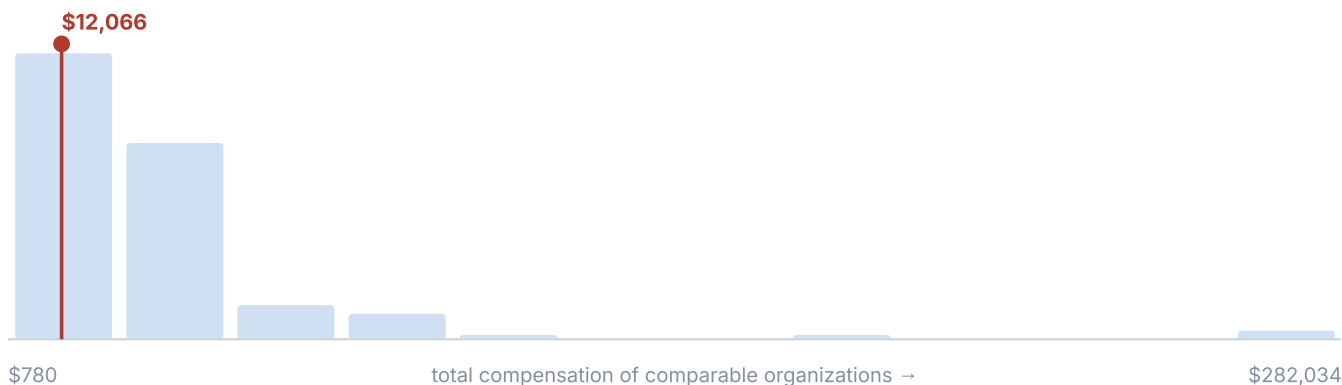 $12,066
$780 total compensation of comparable organizations → $282,034